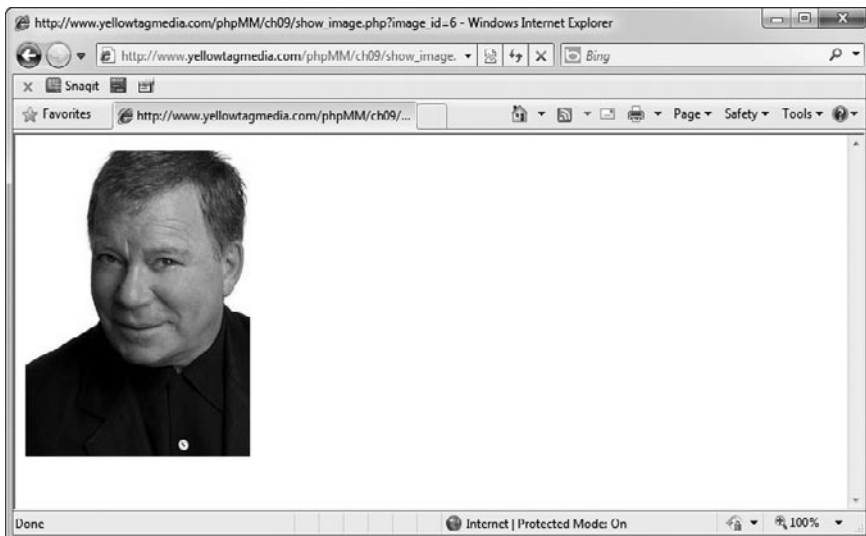 http://www.yellowtagmedia.com/phpMM/ch09/show_image.php?image_id=6 - Windows Internet Explorer
http://www.yellowtagmedia.com/phpMM/ch09/show_image. Bing
x Snagit
Favorites http://www.yellowtagmedia.com/phpMM/ch09/... Page Safety Tools
Done Internet | Protected Mode: On 100%